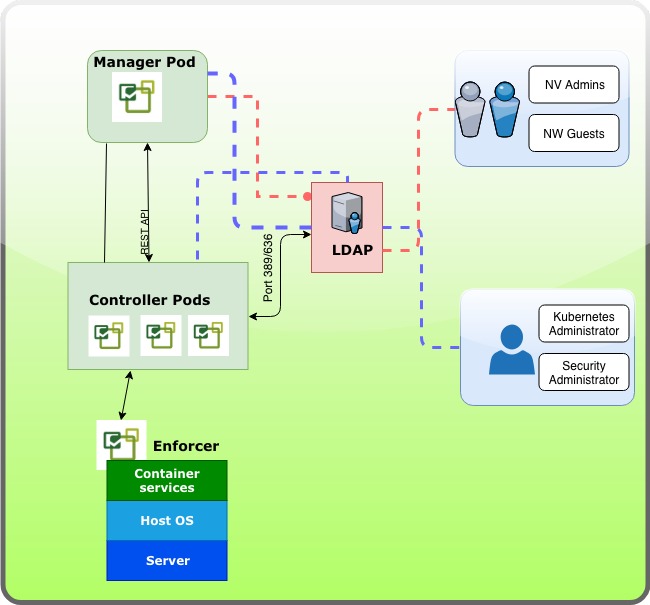 Manager Pod
NV Admins
NW Guests
REST API
LDAP
Port 389/636
Controller Pods
Kubernetes
Administrator
Security
Administrator
Enforcer
Container
services
Host OS
Server